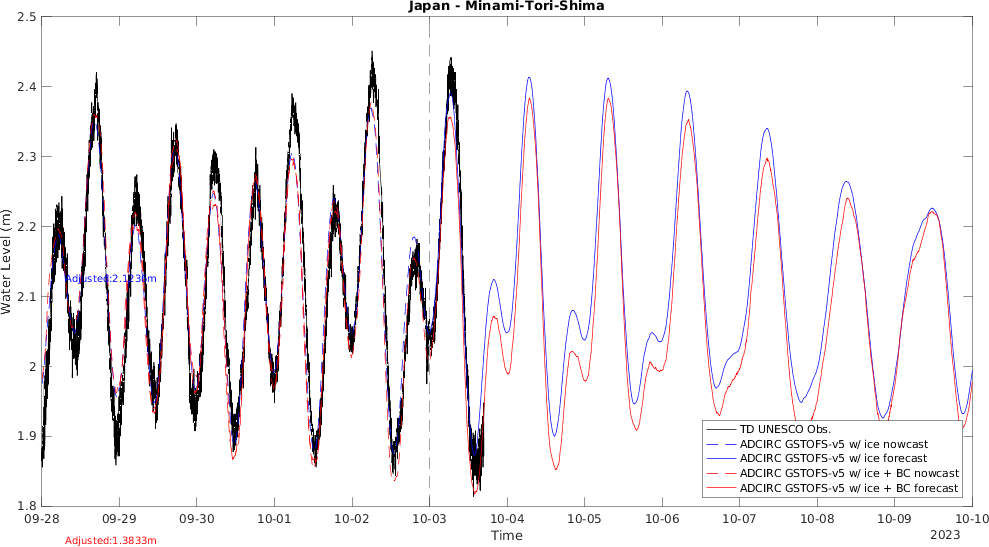 Japan - Minami-Tori-Shima
Water Level (m)
2.5
2.4
2.3
2.2
2.1
2
1.9
1.8
Adjusted:2.1236m
TD UNESCO Obs.
ADCIRC GSTOFS-v5 w/ ice nowcast
ADCIRC GSTOFS-v5 w/ ice forecast
ADCIRC GSTOFS-v5 w/ ice + BC nowcast
ADCIRC GSTOFS-v5 w/ ice + BC forecast
09-28 09-29 09-30 10-01 10-02 10-03 10-04 10-05 10-06 10-07 10-08 10-09 10-10
Time
2023
Adjusted:1.3833m